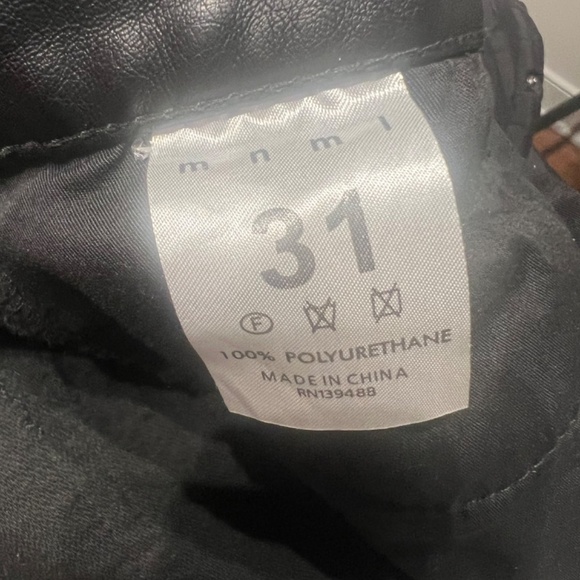 m n m l
31
F
100% POLYURETHANE
MADE IN CHINA
RN139488